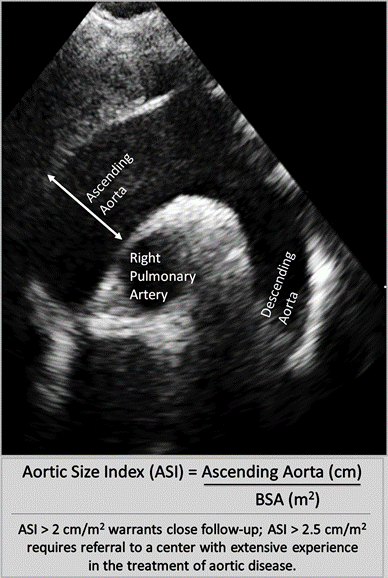 Ascending
Aorta
Right
Pulmonary
Artery
Descending
Aorta
Aortic Size Index (ASI) = Ascending Aorta (cm)
BSA (m²)
ASI > 2 cm/m² warrants close follow-up; ASI > 2.5 cm/m²
requires referral to a center with extensive experience
in the treatment of aortic disease.